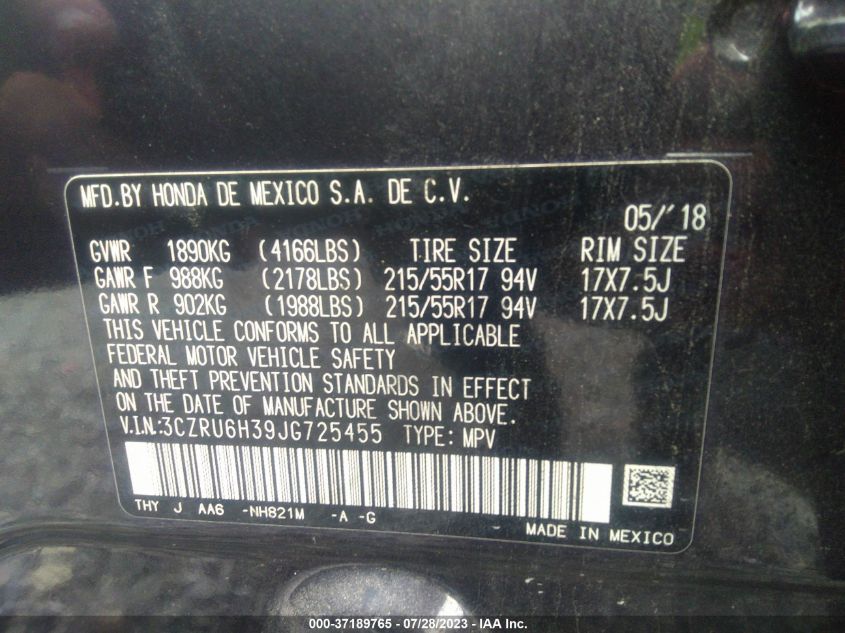 MFD.BY HONDA DE MEXICO S.A. DE C.V.
05/'18
GVWR 1890KG (4166LBS) TIRE SIZE RIM SIZE
GAWR F 988KG (2178LBS) 215/55R17 94V 17X7.5J
GAWR R 902KG (1988LBS) 215/55R17 94V 17X7.5J
THIS VEHICLE CONFORMS TO ALL APPLICABLE
FEDERAL MOTOR VEHICLE SAFETY
AND THEFT PREVENTION STANDARDS IN EFFECT
ON THE DATE OF MANUFACTURE SHOWN ABOVE.
V.I.N:3CZRU6H39JG725455 TYPE: MPV
THY J AA6 -NH821M -A -G
MADE IN MEXICO
000-37189765 - 07/28/2023 - IAA Inc.